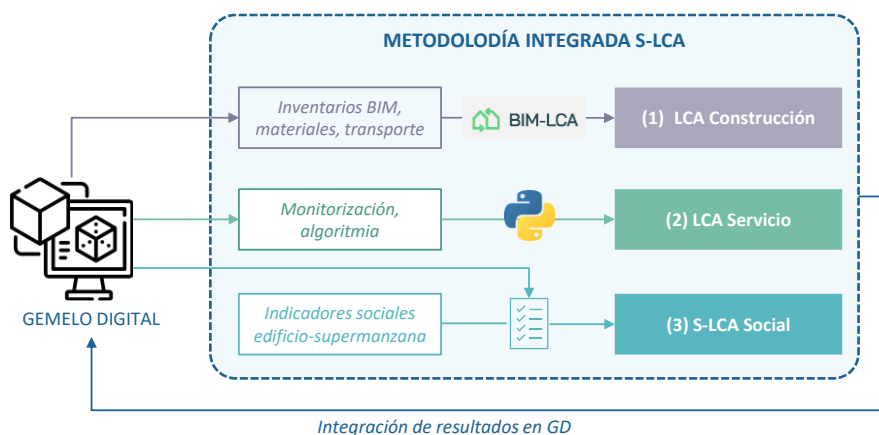 METODOLODÍA INTEGRADA S-LCA
Inventarios BIM,
materiales, transporte
BIM-LCA
(1) LCA Construcción
Monitorización,
algoritmia
(2) LCA Servicio
GEMELO DIGITAL
Indicadores sociales
edificio-supermanzana
(3) S-LCA Social
Integración de resultados en GD